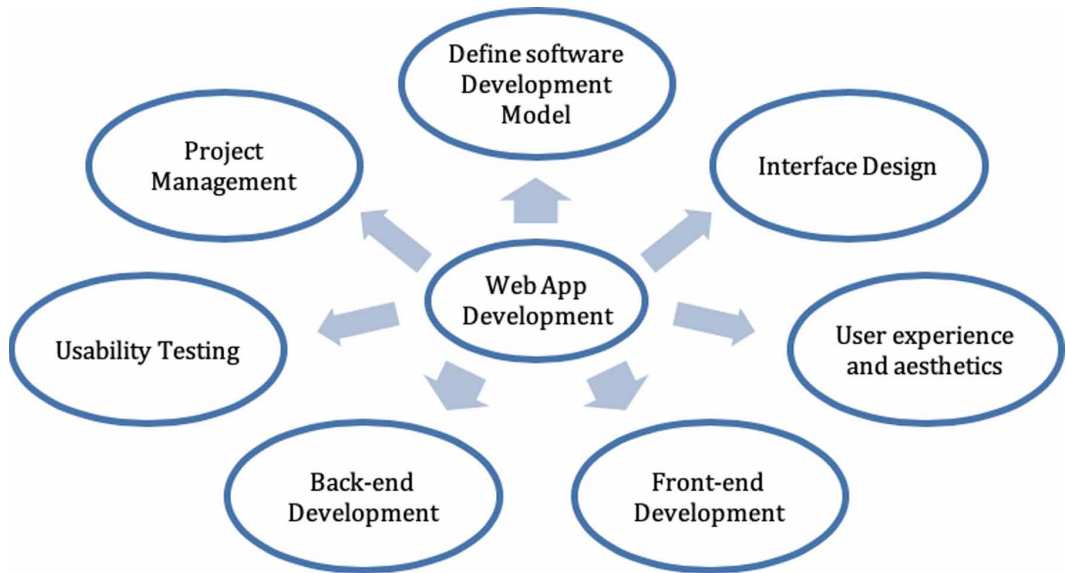 Define software
Development
Model
Project
Management
Interface Design
Web App
Development
Usability Testing
User experience
and aesthetics
Back-end
Development
Front-end
Development